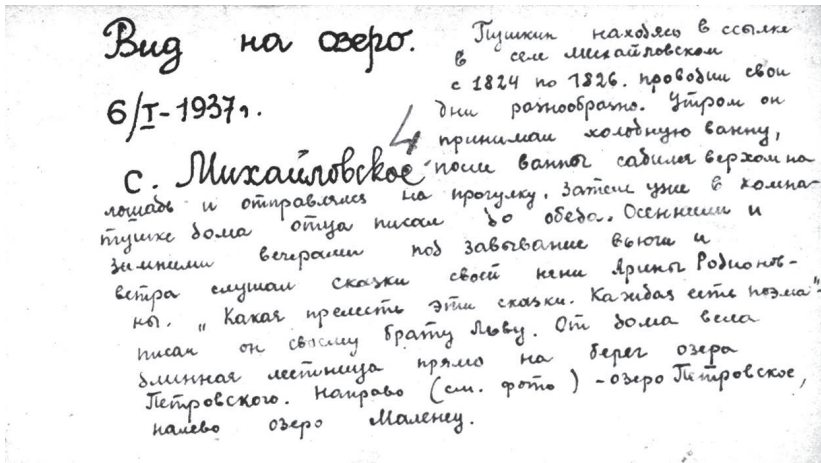 Вид на озеро.
6/I-1937г.
4
с. Михайловское
Пушкин находясь в ссылке
в селе Михайловском
с 1824 по 1826. проводил свои
дни разнообразно. Утром он
принимал холодную ванну,
после ванны садился верхом на
лошадь и отправлялся на прогулку. Затем уже в комна-
тушке дома отца писал до обеда. Осенними и
зимними вечерами под завывание вьюги и
ветра слушал сказки своей няни Арины Родионов-
ны. „Какая прелесть эти сказки. Каждая есть поэма"-
писал он своему брату Льву. От дома вела
длинная лестница прямо на берег озера
Петровского. Направо (см. фото) - озеро Петровское,
налево озеро Маленец.